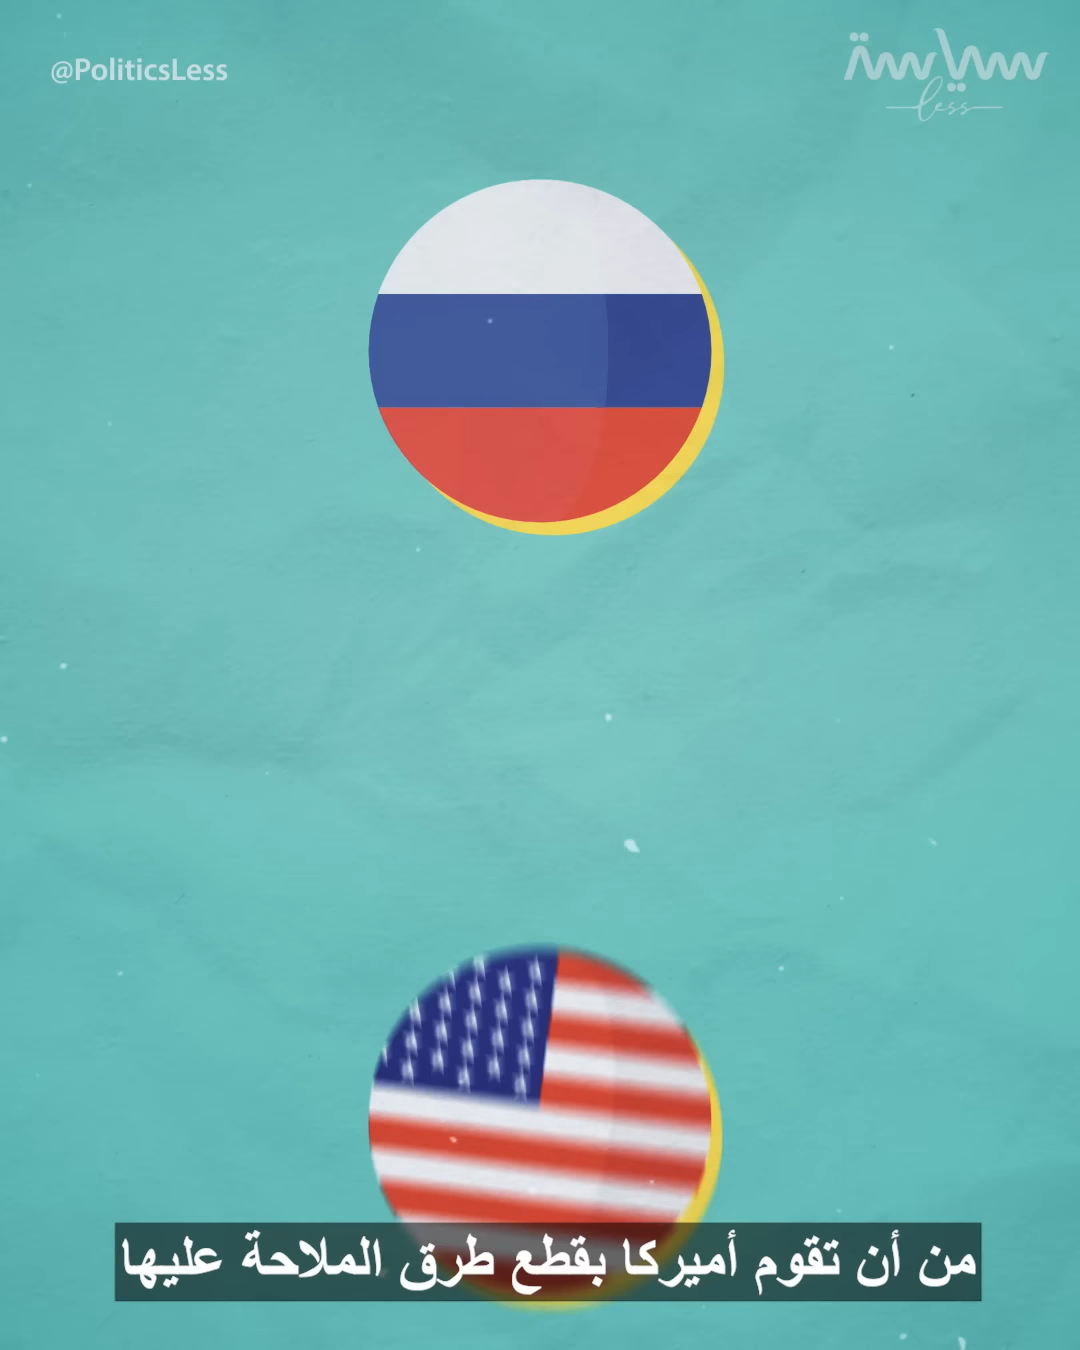 @PoliticsLess
سياسة
less
من أن تقوم أميركا بقطع طرق الملاحة عليها